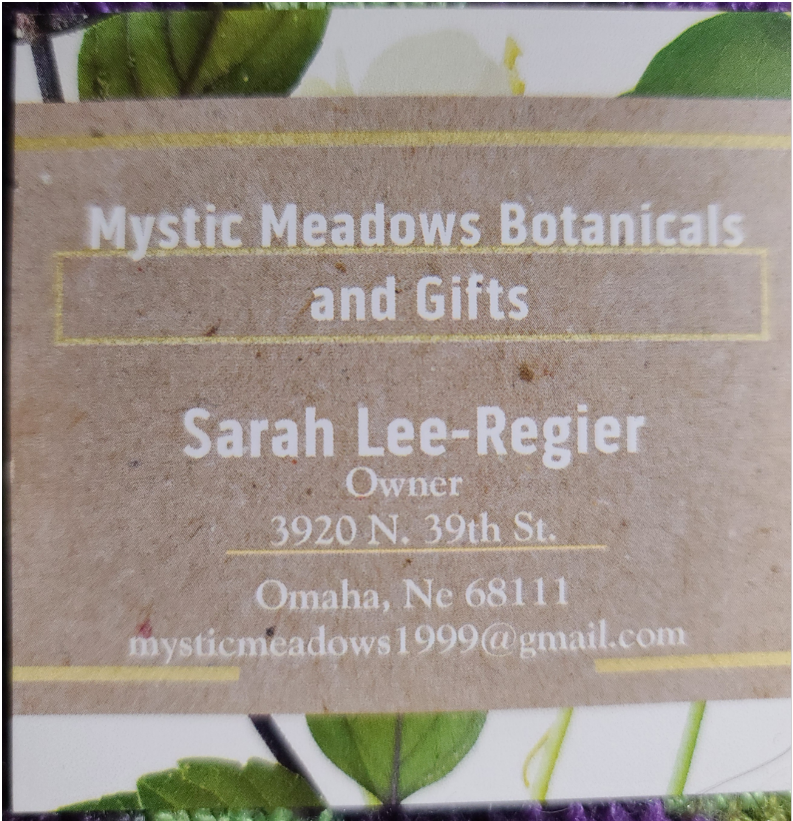 Mystic Meadows Botanicals
and Gifts
Sarah Lee-Regier
Owner
3920 N. 39th St.
Omaha, Ne 68111
mysticmeadows1999@gmail.com